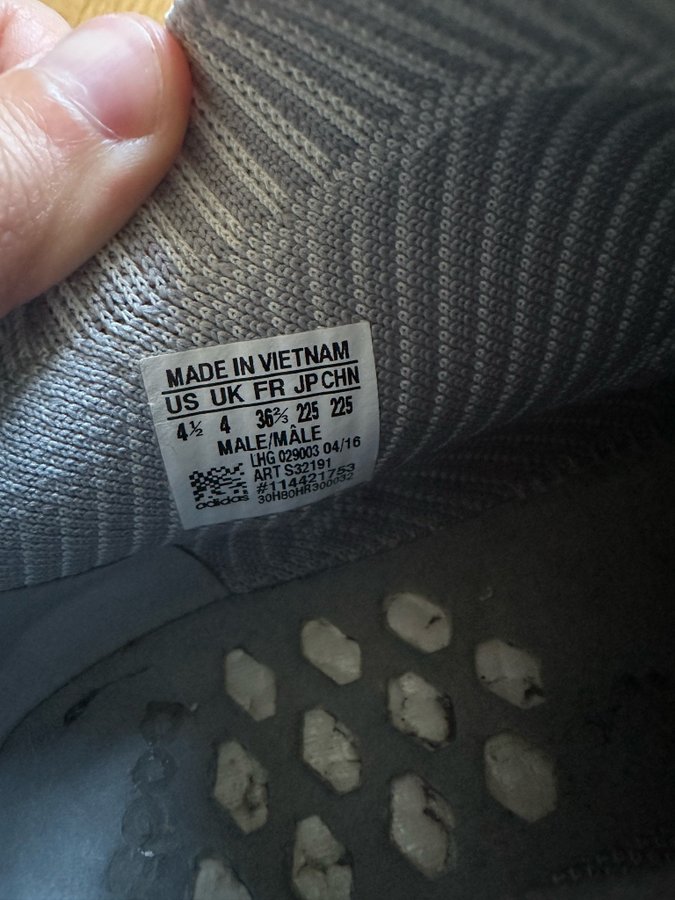 MADE IN VIETNAM
US UK FR JP CHN
4½ 4 36⅔ 225 225
MALE/MÂLE
LHG 029003 04/16
ART S32191
#114421753
30H80HR300032
adidas